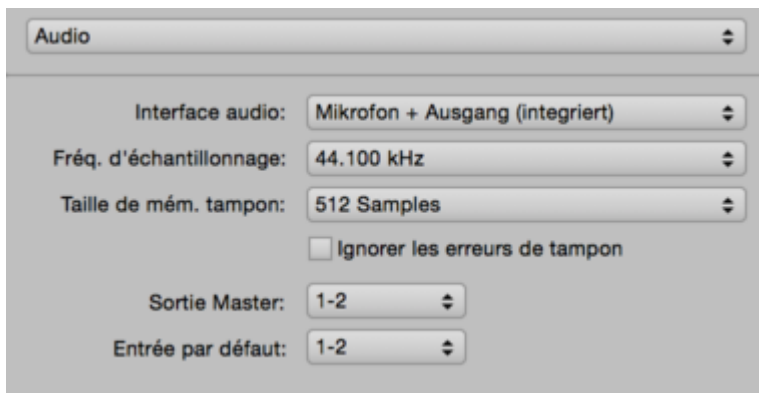 Audio
Interface audio: Mikrofon + Ausgang (integriert)
Fréq. d'échantillonnage: 44.100 kHz
Taille de mém. tampon: 512 Samples
Ignorer les erreurs de tampon
Sortie Master: 1-2
Entrée par défaut: 1-2